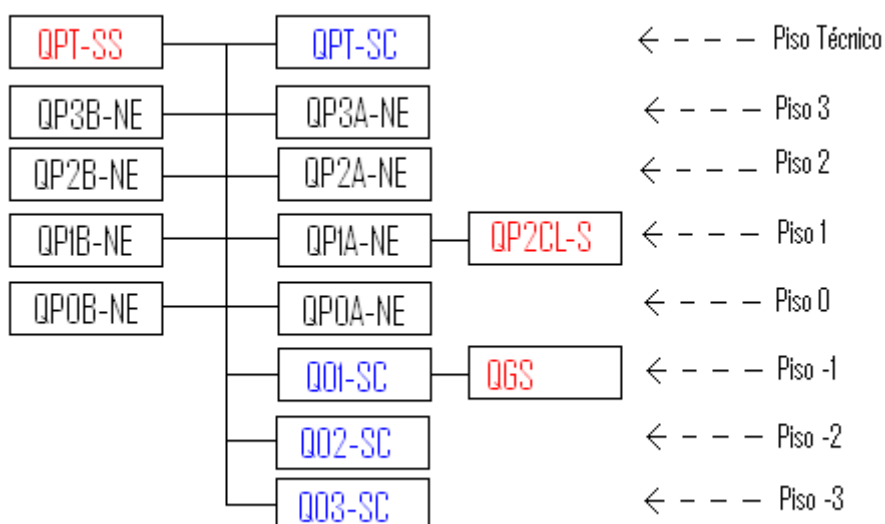 QPT-SS QPT-SC Piso Técnico
QP3B-NE QP3A-NE Piso 3
QP2B-NE QP2A-NE Piso 2
QP1B-NE QP1A-NE QP2CL-S Piso 1
QP0B-NE QP0A-NE Piso 0
Q01-SC QGS Piso -1
Q02-SC Piso -2
Q03-SC Piso -3